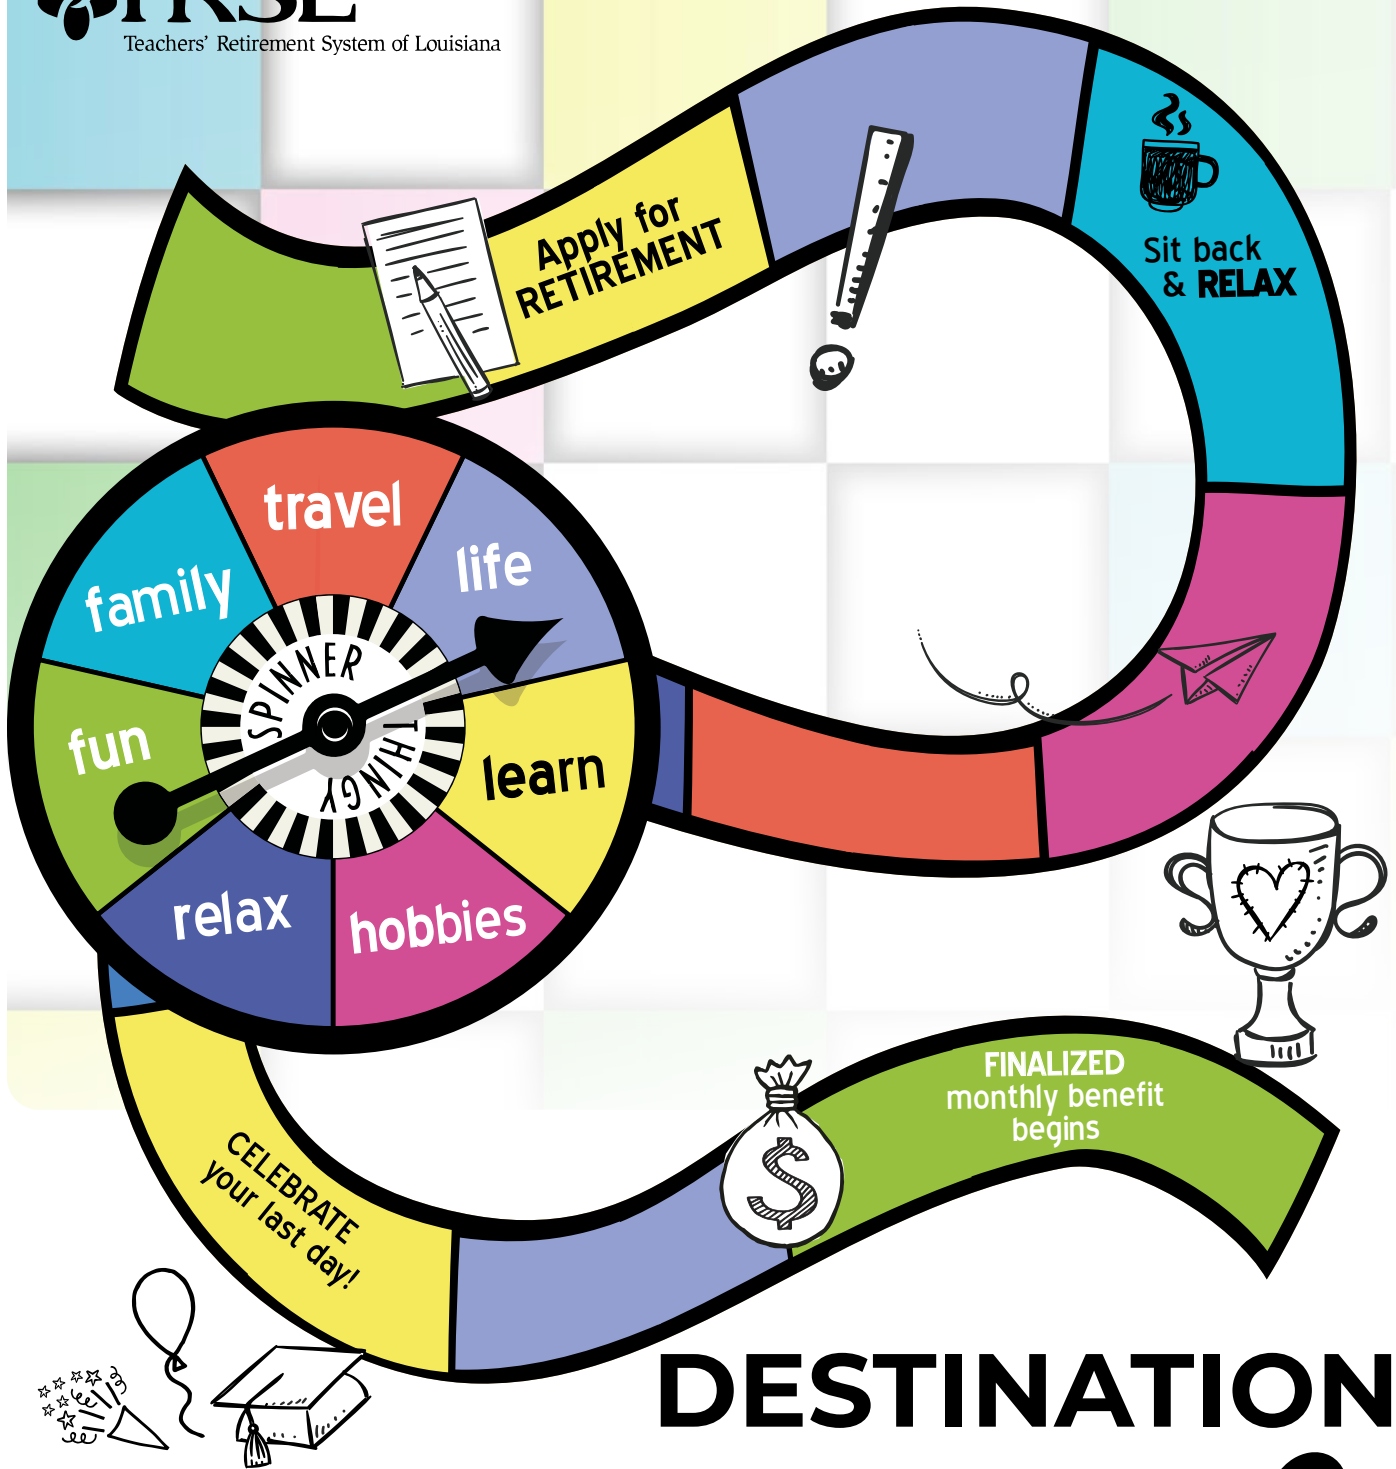 TRSL
Teachers' Retirement System of Louisiana
Apply for
RETIREMENT
Sit back
& RELAX
travel
life
family
SPINNER
THINGY
fun
learn
relax
hobbies
FINALIZED
monthly benefit
begins
CELEBRATE
your last day!
$
DESTINATION